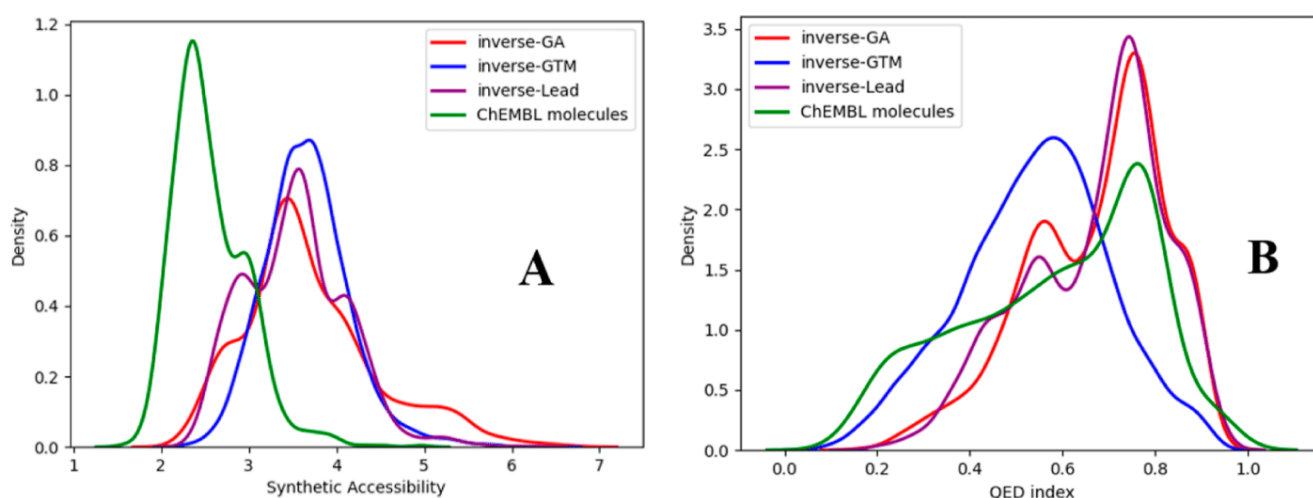 1.2
1.0
0.8
0.6
0.4
0.2
0.0
Density
1
2
3
4
5
6
7
Synthetic Accessibility
inverse-GA
inverse-GTM
inverse-Lead
ChEMBL molecules
A
3.5
3.0
2.5
2.0
1.5
1.0
0.5
0.0
Density
0.0
0.2
0.4
0.6
0.8
1.0
QED index
inverse-GA
inverse-GTM
inverse-Lead
ChEMBL molecules
B